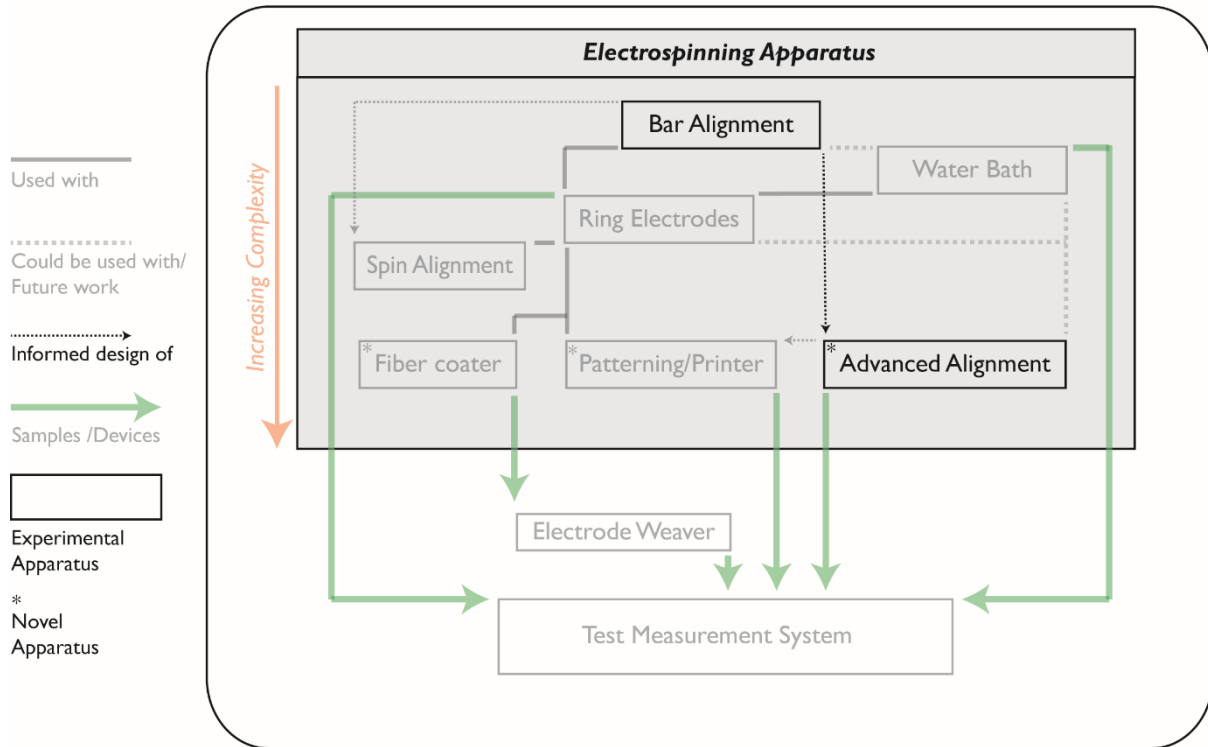 Electrospinning Apparatus
Bar Alignment
Water Bath
Ring Electrodes
Spin Alignment
*Fiber coater
*Patterning/Printer
*Advanced Alignment
Electrode Weaver
Test Measurement System
Increasing Complexity
Used with
Could be used with/
Future work
Informed design of
Samples /Devices
Experimental
Apparatus
*
Novel
Apparatus